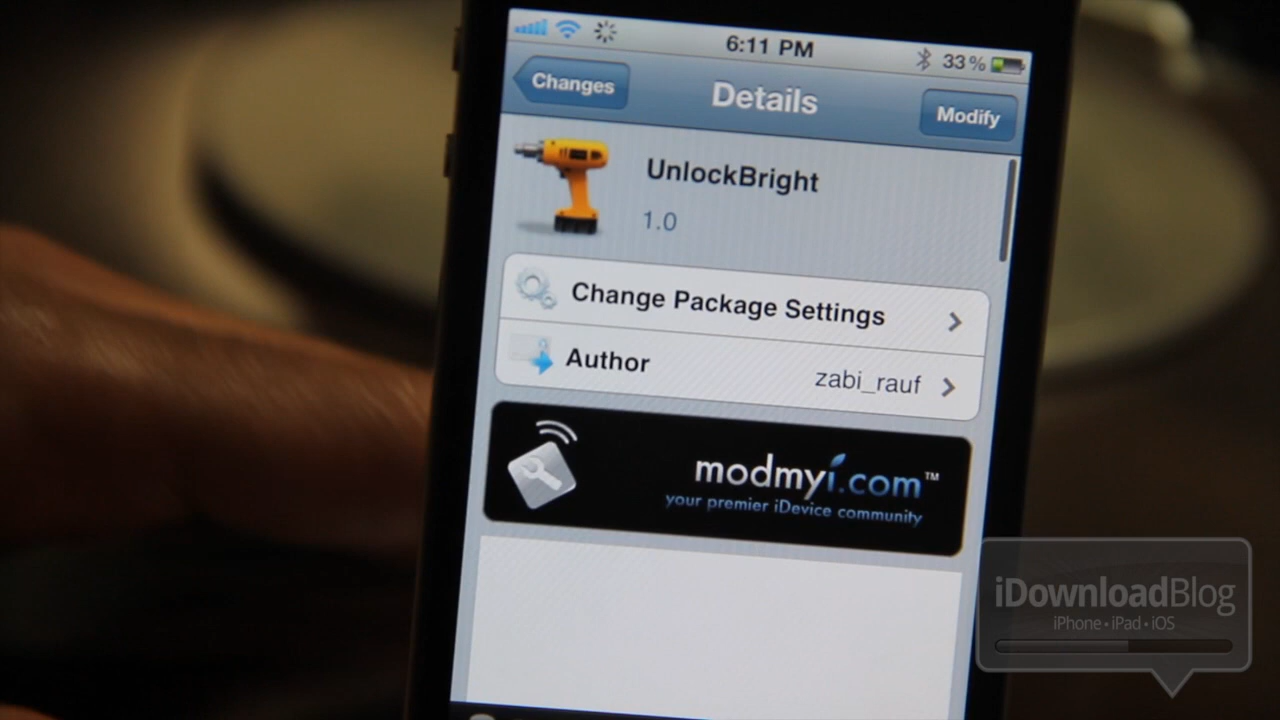 6:11 PM
33%
Changes
Details
Modify
UnlockBright
1.0
Change Package Settings
Author
zabi_rauf
modmyi.com™
your premier iDevice community
iDownloadBlog
iPhone • iPad • iOS